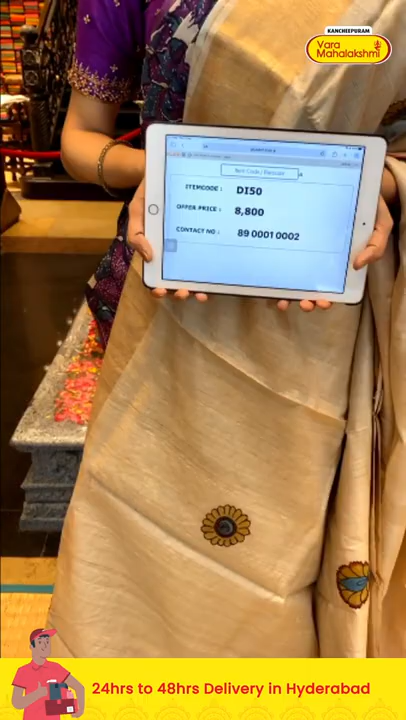 KANCHEEPURAM
Vara
Mahalakshmi
Item Code / Barcode
ITEMCODE : DI50
OFFER PRICE : 8,800
CONTACT NO : 89 0001 0002
24hrs to 48hrs Delivery in Hyderabad